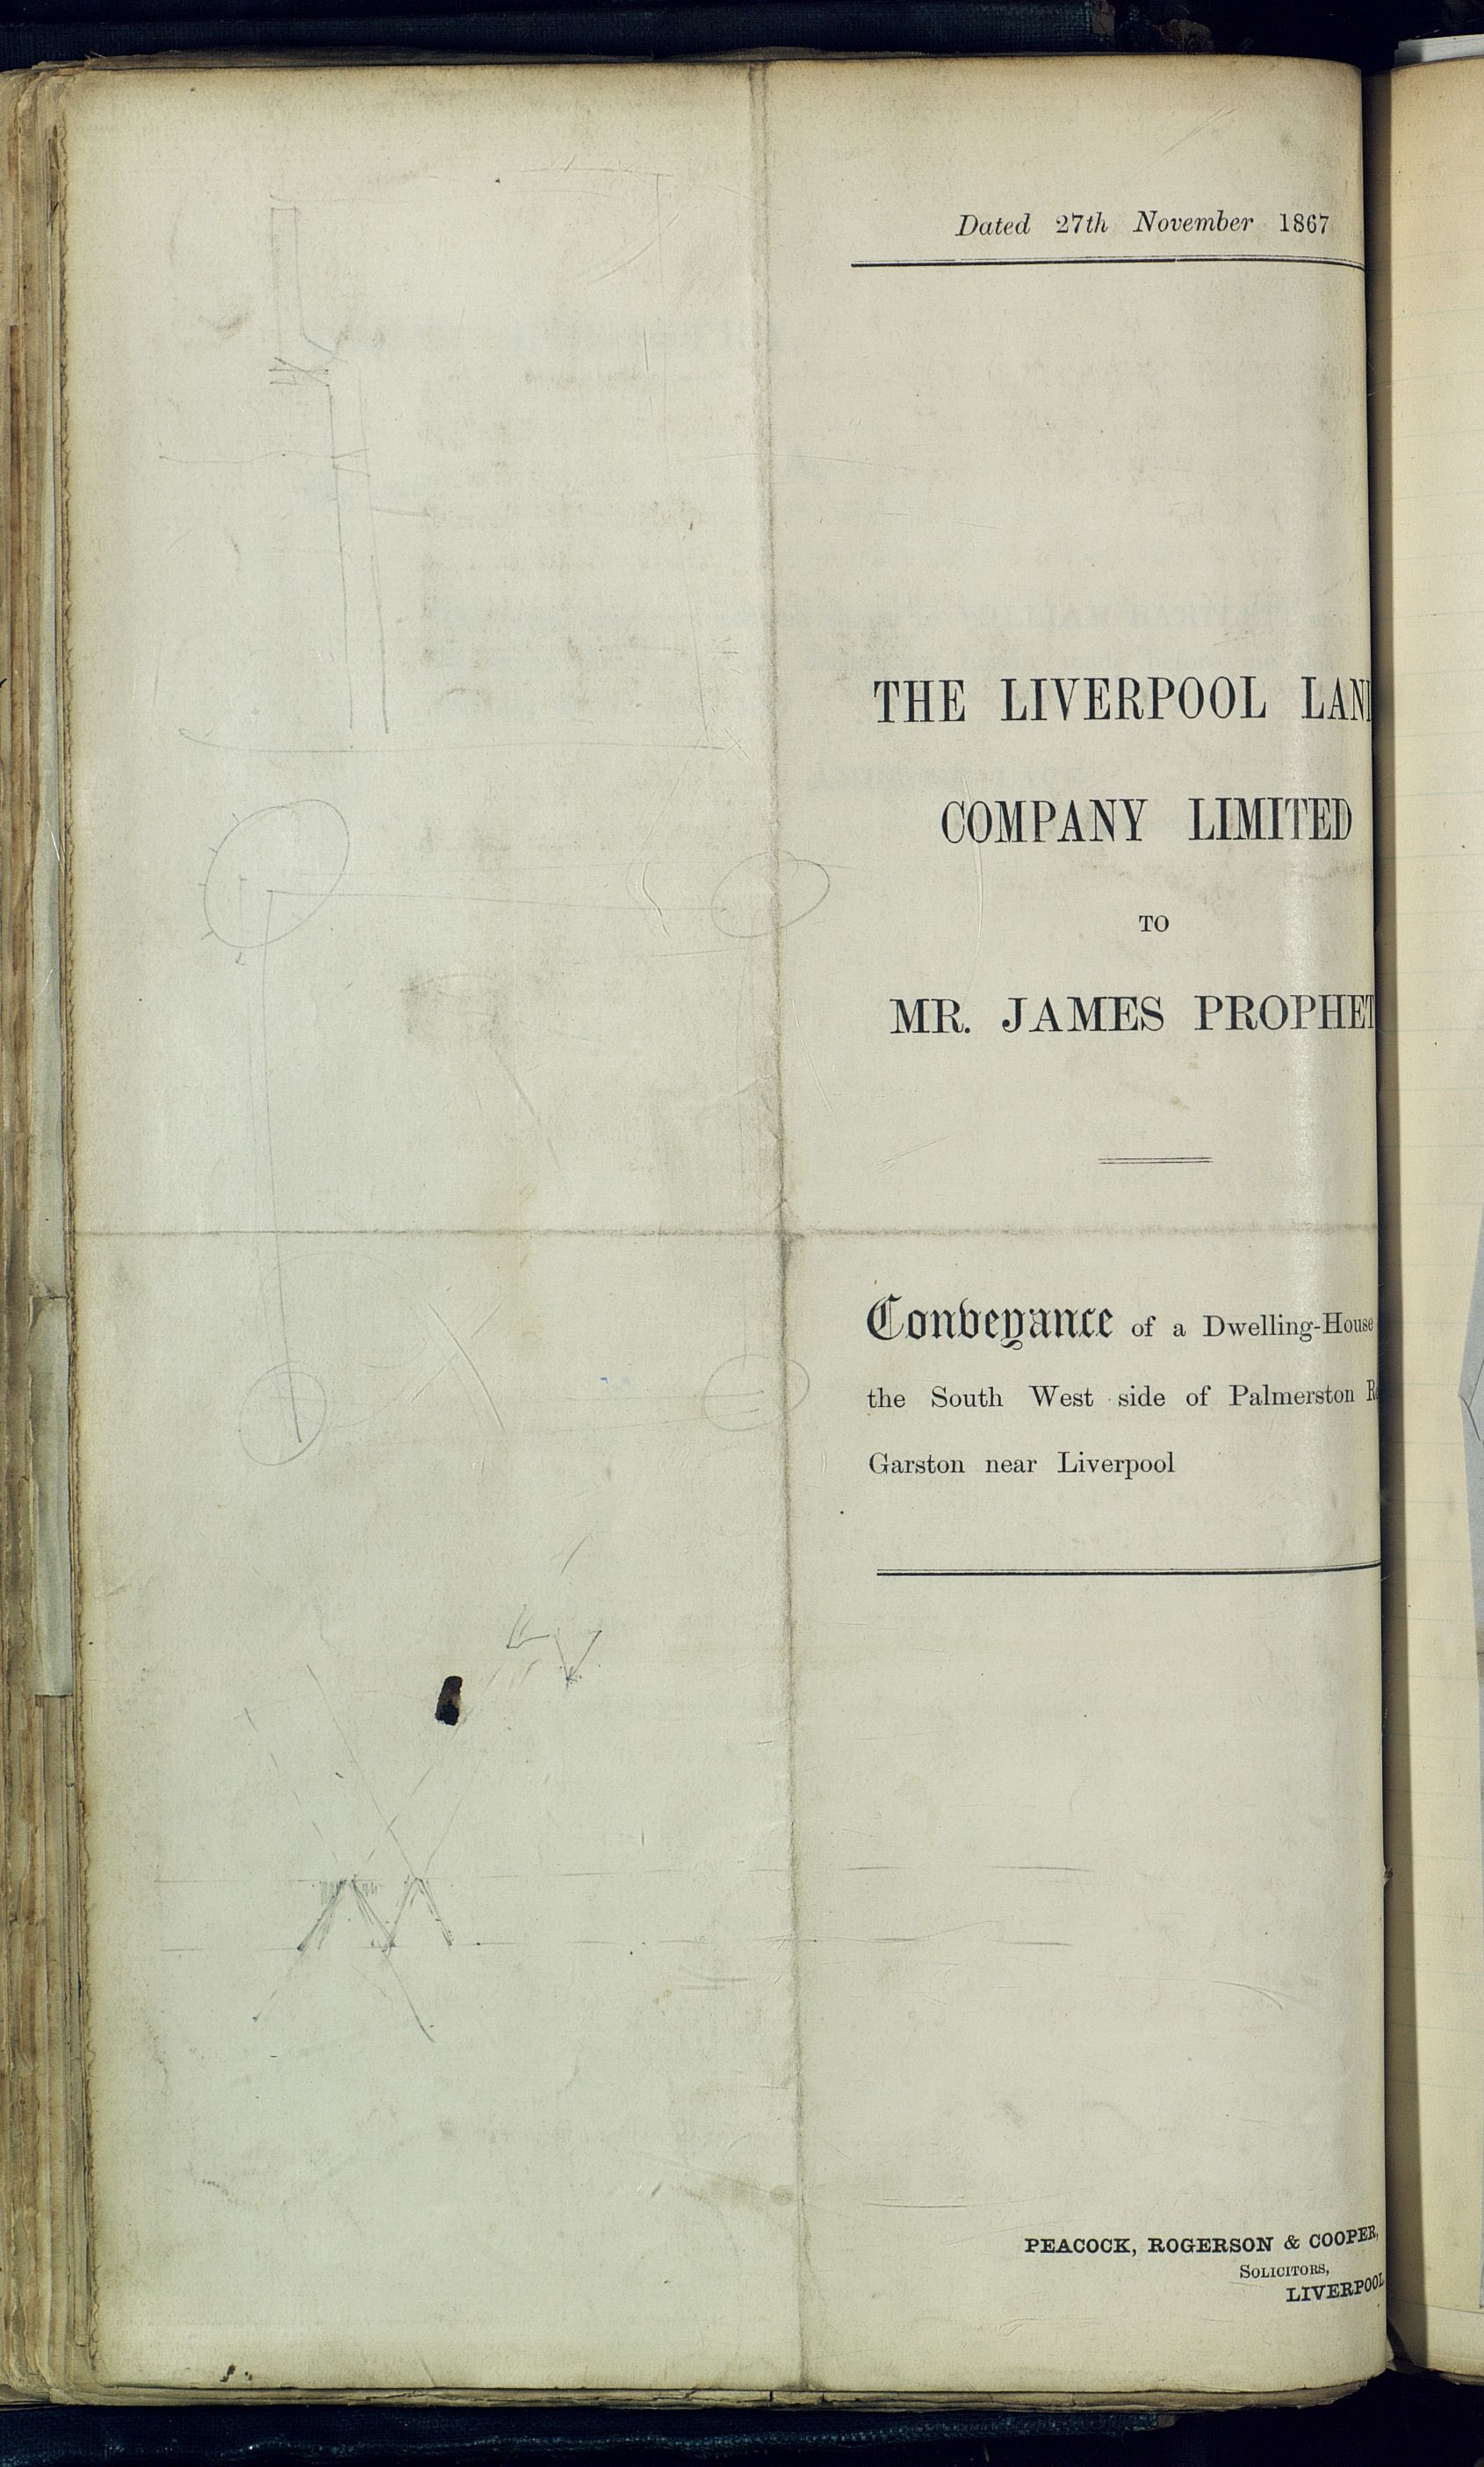 Dated 27th November 1867
THE LIVERPOOL LAN
COMPANY LIMITED
TO
MR. JAMES PROPHET
Conveyance of a Dwelling-House
the South West side of Palmerston R
Garston near Liverpool
PEACOCK, ROGERSON & COOPER,
SOLICITORS,
LIVERPOOL